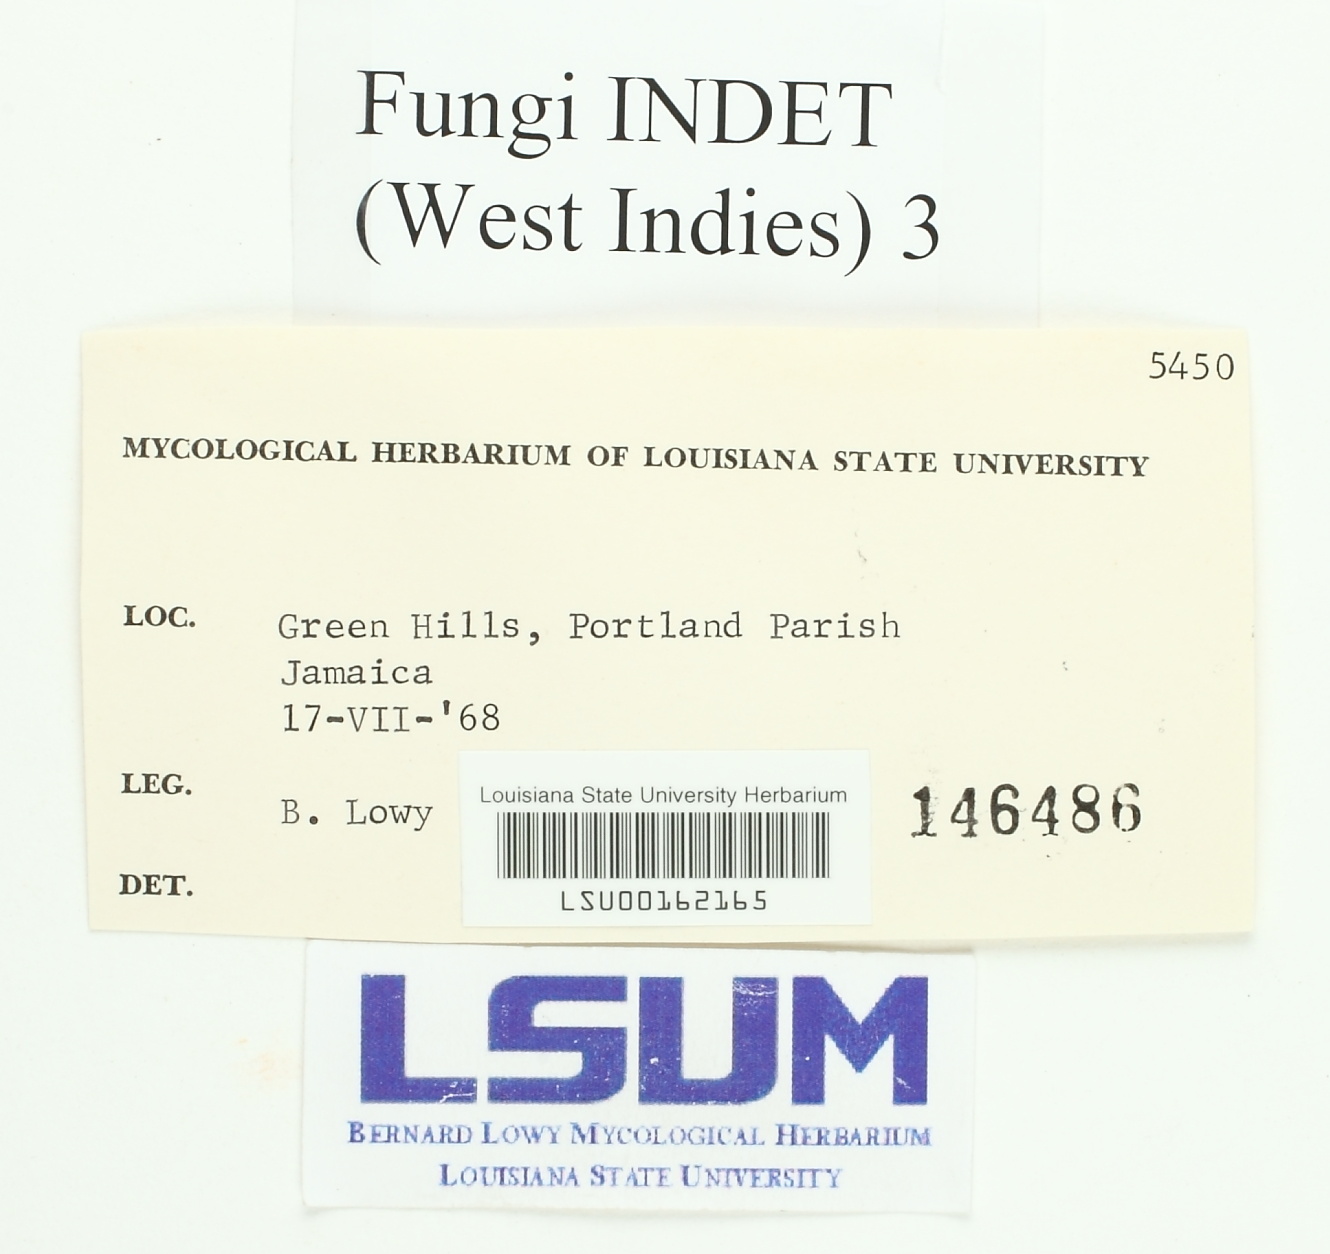 Fungi INDET
(West Indies) 3
5450
MYCOLOGICAL HERBARIUM OF LOUISIANA STATE UNIVERSITY
LOC. Green Hills, Portland Parish
Jamaica
17-VII-'68
LEG. B. Lowy
Louisiana State University Herbarium
146486
LSU00162165
DET.
LSUM
BERNARD LOWY MYCOLOGICAL HERBARIUM
LOUISIANA STATE UNIVERSITY